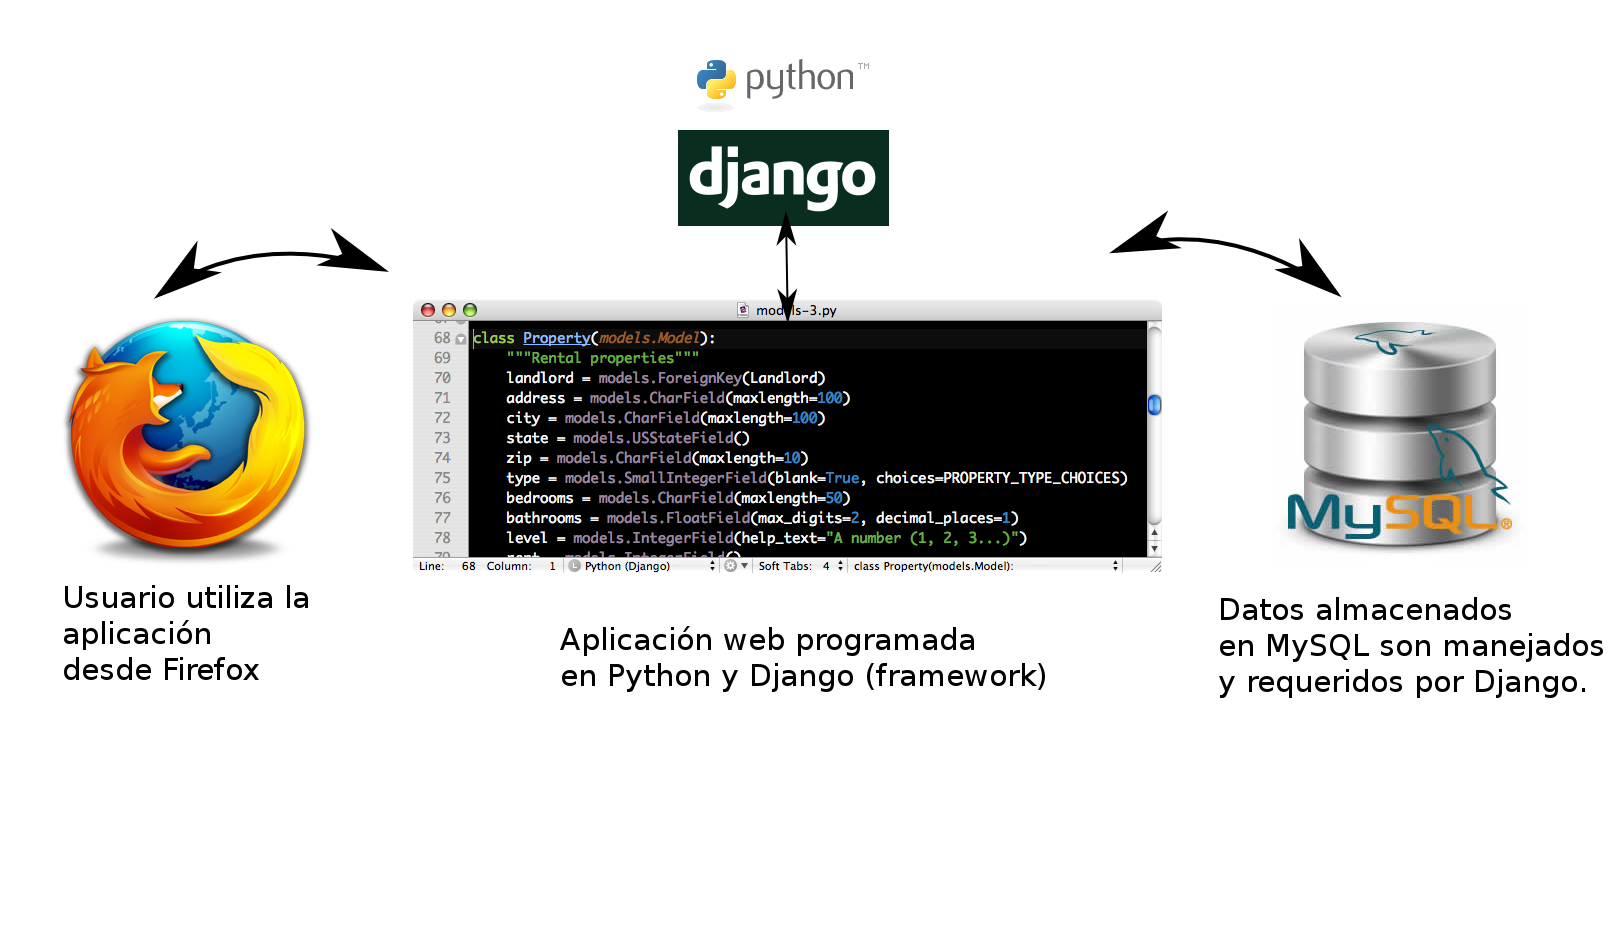 python™
django
models-3.py
68 class Property(models.Model):
69 """Rental properties"""
70 landlord = models.ForeignKey(Landlord)
71 address = models.CharField(maxlength=100)
72 city = models.CharField(maxlength=100)
73 state = models.USStateField()
74 zip = models.CharField(maxlength=10)
75 type = models.SmallIntegerField(blank=True, choices=PROPERTY_TYPE_CHOICES)
76 bedrooms = models.CharField(maxlength=50)
77 bathrooms = models.FloatField(max_digits=2, decimal_places=1)
78 level = models.IntegerField(help_text="A number (1, 2, 3...)")
79 rent = models.IntegerField()
Line: 68 Column: 1 L Python (Django) Soft Tabs: 4 class Property(models.Model):
MySQL®
Usuario utiliza la
aplicación
desde Firefox
Aplicación web programada
en Python y Django (framework)
Datos almacenados
en MySQL son manejados
y requeridos por Django.